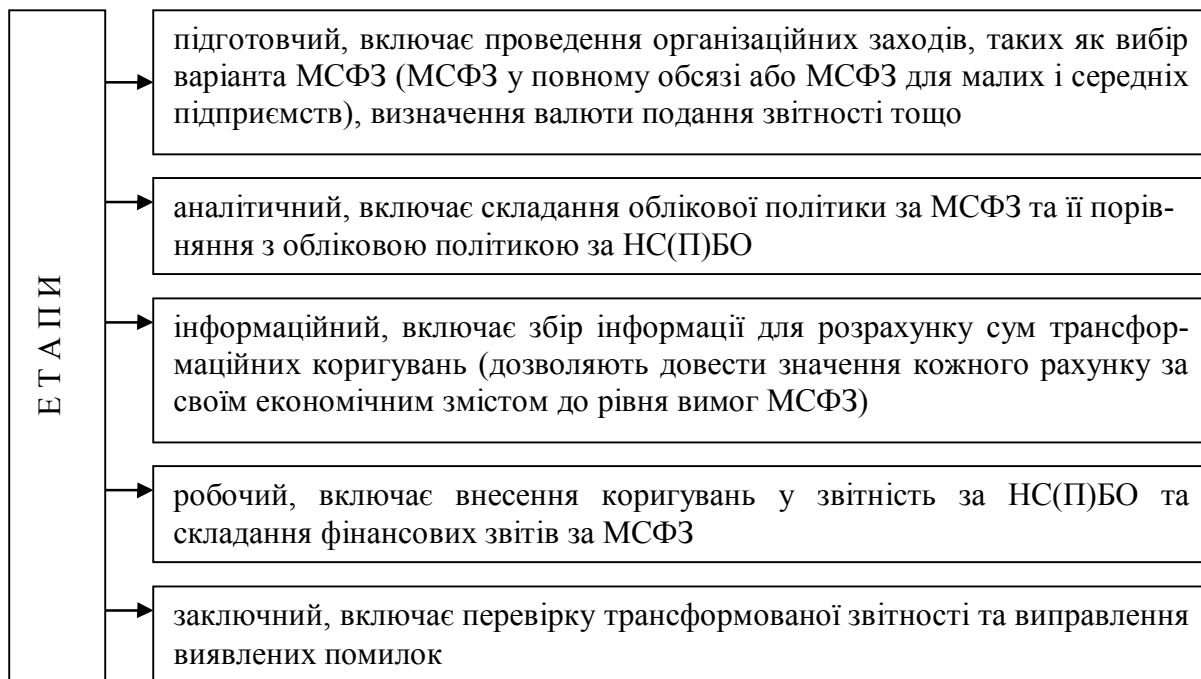 Е Т А П И
підготовчий, включає проведення організаційних заходів, таких як вибір
варіанта МСФЗ (МСФЗ у повному обсязі або МСФЗ для малих і середніх
підприємств), визначення валюти подання звітності тощо
аналітичний, включає складання облікової політики за МСФЗ та її порів-
няння з обліковою політикою за НС(П)БО
інформаційний, включає збір інформації для розрахунку сум трансфор-
маційних коригувань (дозволяють довести значення кожного рахунку за
своїм економічним змістом до рівня вимог МСФЗ)
робочий, включає внесення коригувань у звітність за НС(П)БО та
складання фінансових звітів за МСФЗ
заключний, включає перевірку трансформованої звітності та виправлення
виявлених помилок